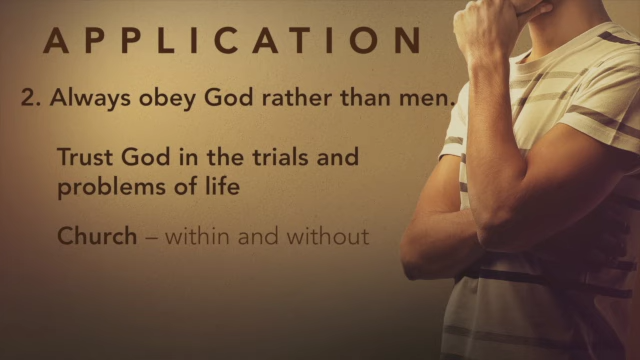 APPLICATION
2. Always obey God rather than men.
Trust God in the trials and
problems of life
Church – within and without